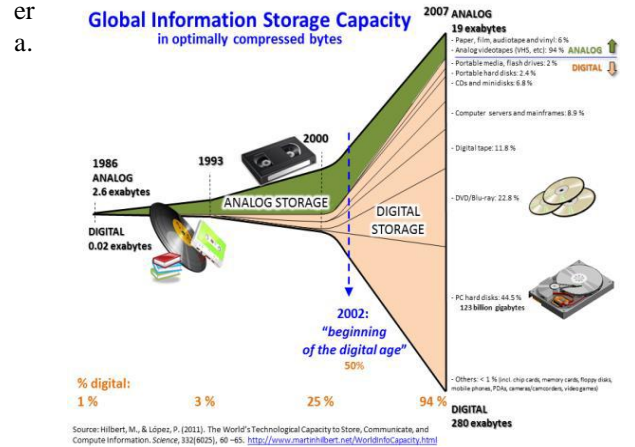 er
a.
Global Information Storage Capacity
in optimally compressed bytes
2007 ANALOG
19 exabytes
- Paper, film, audiotape and vinyl: 6 %
- Analog videotapes (VHS, etc): 94 % ANALOG
- Portable media, flash drives: 2 % DIGITAL
- Portable hard disks: 2.4 %
- CDs and minidisks: 6.8 %
- Computer servers and mainframes: 8.9 %
- Digital tape: 11.8 %
- DVD/Blu-ray: 22.8 %
- PC hard disks: 44.5 %
123 billion gigabytes
- Others: < 1 % (incl. chip cards, memory cards, floppy disks,
mobile phones, PDAs, cameras/camcorders, video games)
DIGITAL
280 exabytes
1986
ANALOG
2.6 exabytes
DIGITAL
0.02 exabytes
1993
2000
ANALOG STORAGE
DIGITAL
STORAGE
2002:
"beginning
of the digital age"
50%
% digital:
1 % 3 % 25 % 94 %
Source: Hilbert, M., & López, P. (2011). The World's Technological Capacity to Store, Communicate, and
Compute Information. Science, 332(6025), 60 –65. http://www.martinhilbert.net/WorldInfoCapacity.html